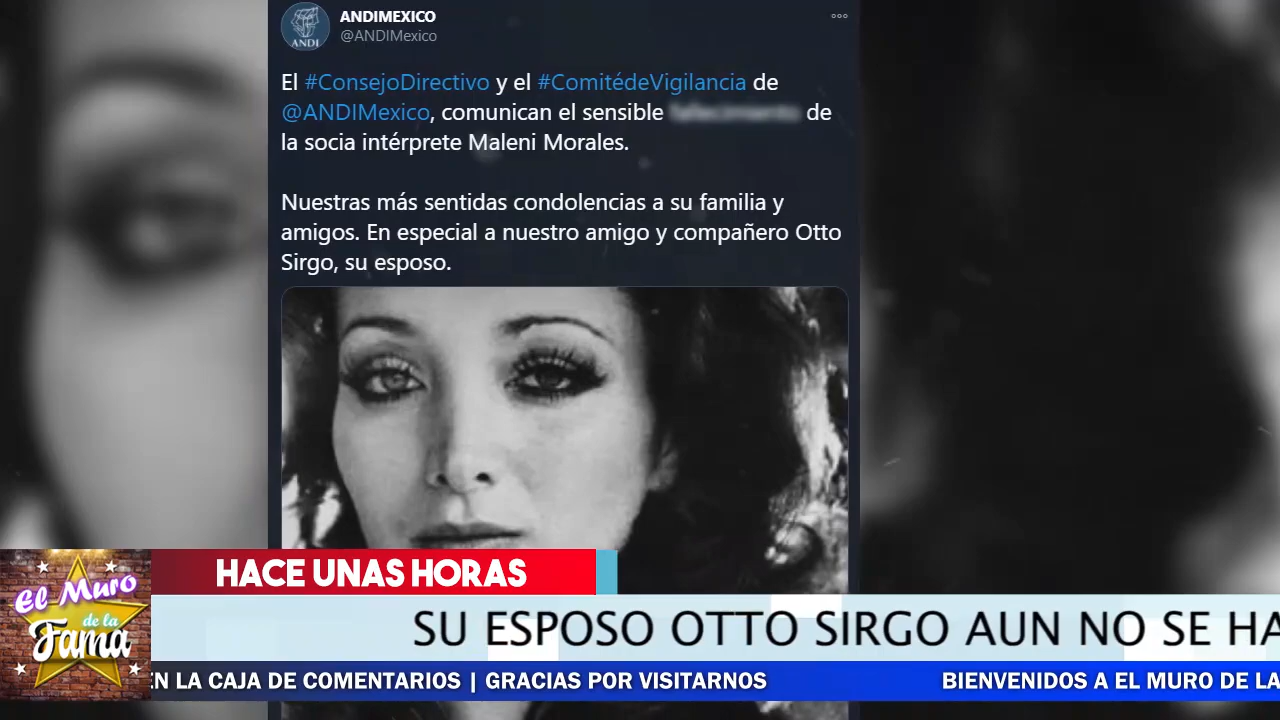 ANDIMEXICO
@ANDIMexico
ANDI
El #ConsejoDirectivo y el #ComitédeVigilancia de
@ANDIMexico, comunican el sensible de
la socia intérprete Maleni Morales.
Nuestras más sentidas condolencias a su familia y
amigos. En especial a nuestro amigo y compañero Otto
Sirgo, su esposo.
HACE UNAS HORAS
El Muro
de la
Fama
SU ESPOSO OTTO SIRGO AUN NO SE HA
EN LA CAJA DE COMENTARIOS | GRACIAS POR VISITARNOS
BIENVENIDOS A EL MURO DE LA